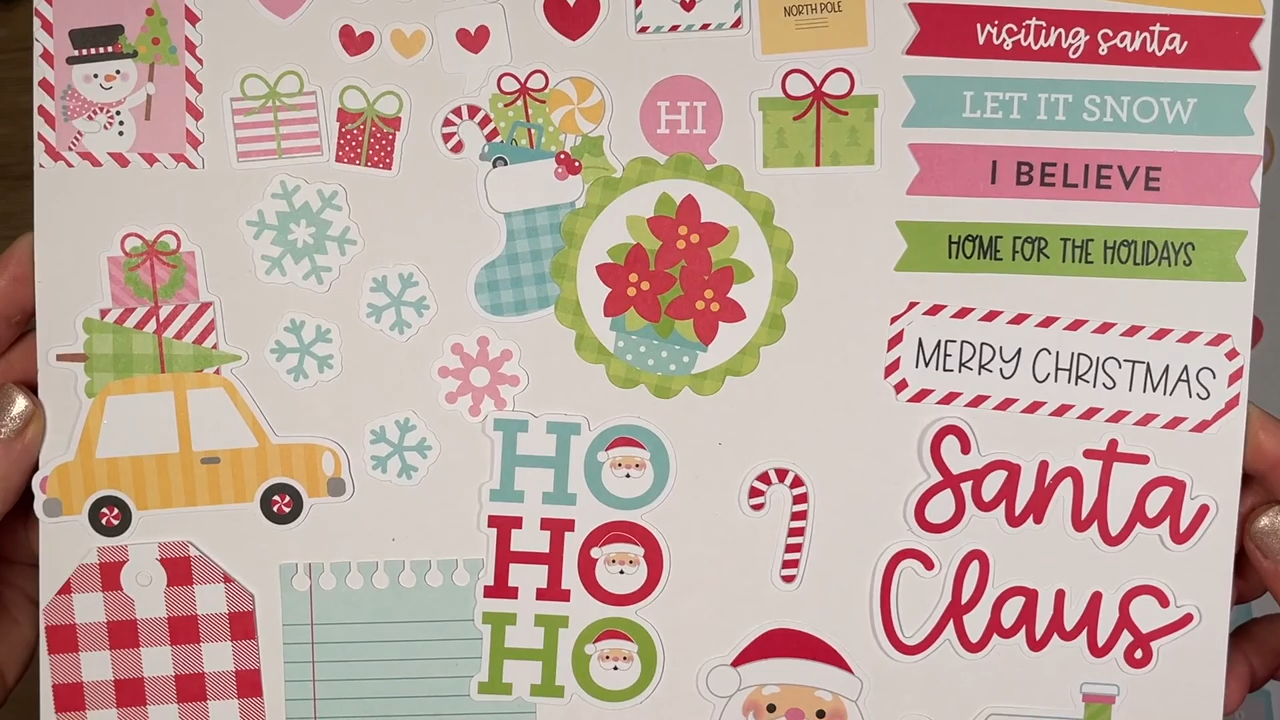 NORTH POLE
visiting santa
HI
LET IT SNOW
I BELIEVE
HOME FOR THE HOLIDAYS
MERRY CHRISTMAS
HO
HO
HO
Santa
Claus